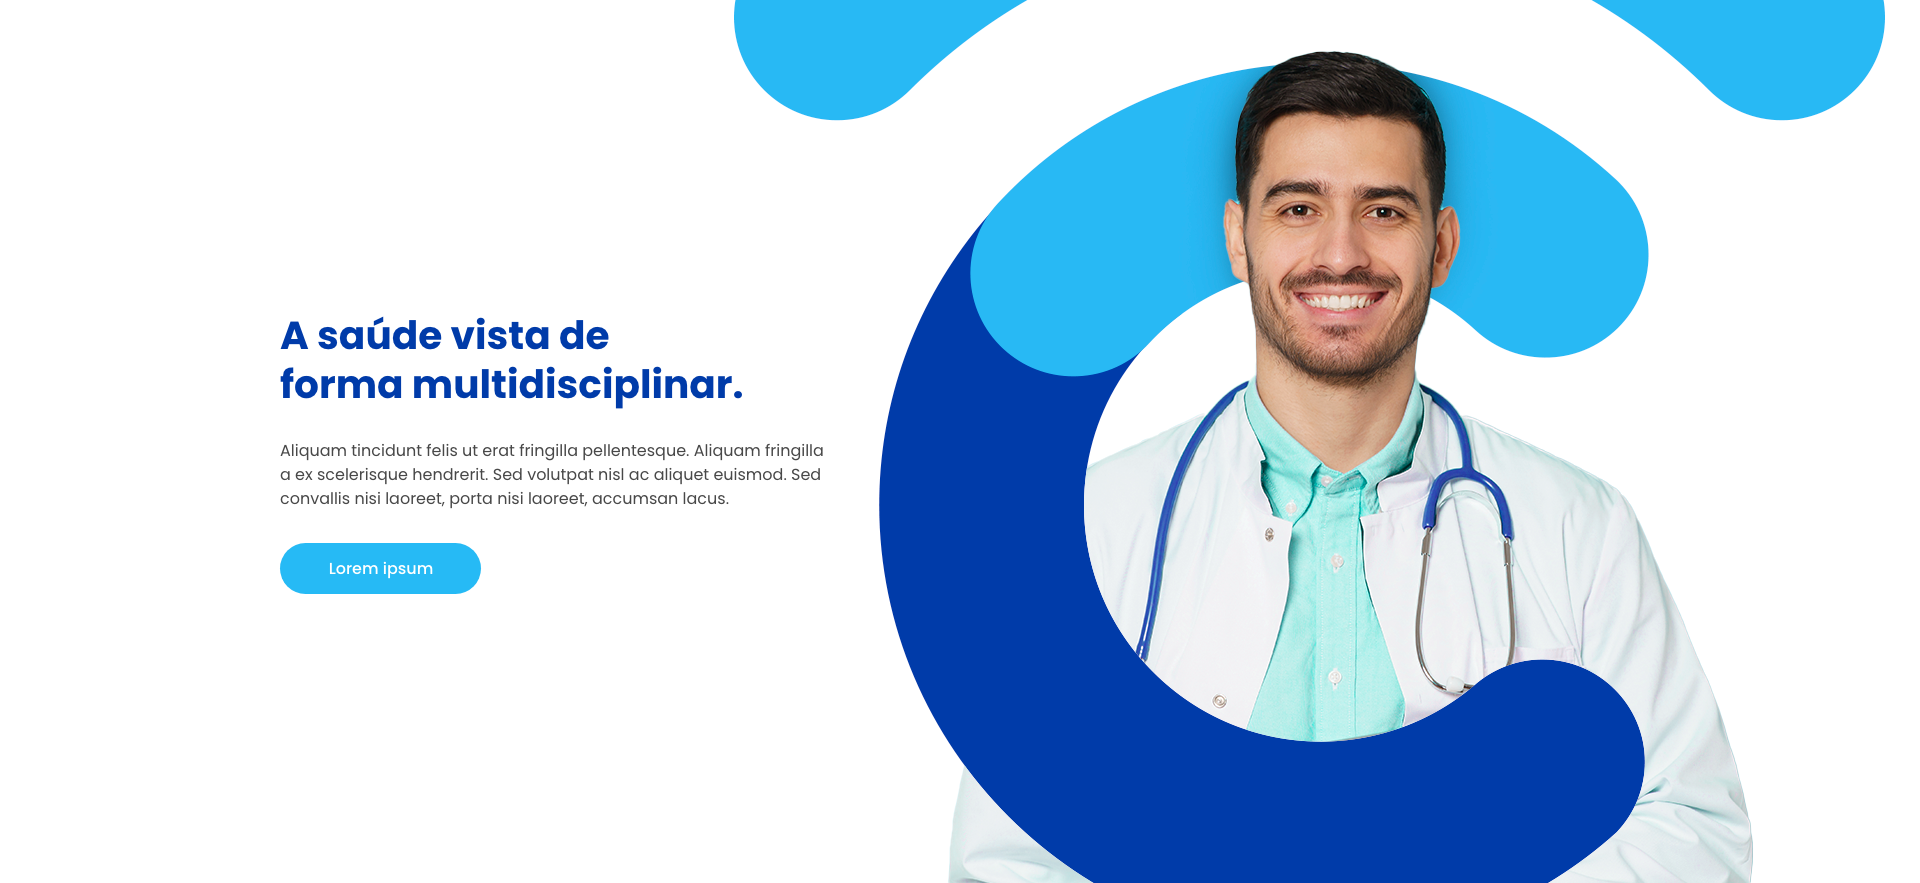 A saúde vista de
forma multidisciplinar.
Aliquam tincidunt felis ut erat fringilla pellentesque. Aliquam fringilla
a ex scelerisque hendrerit. Sed volutpat nisl ac aliquet euismod. Sed
convallis nisi laoreet, porta nisi laoreet, accumsan lacus.
Lorem ipsum